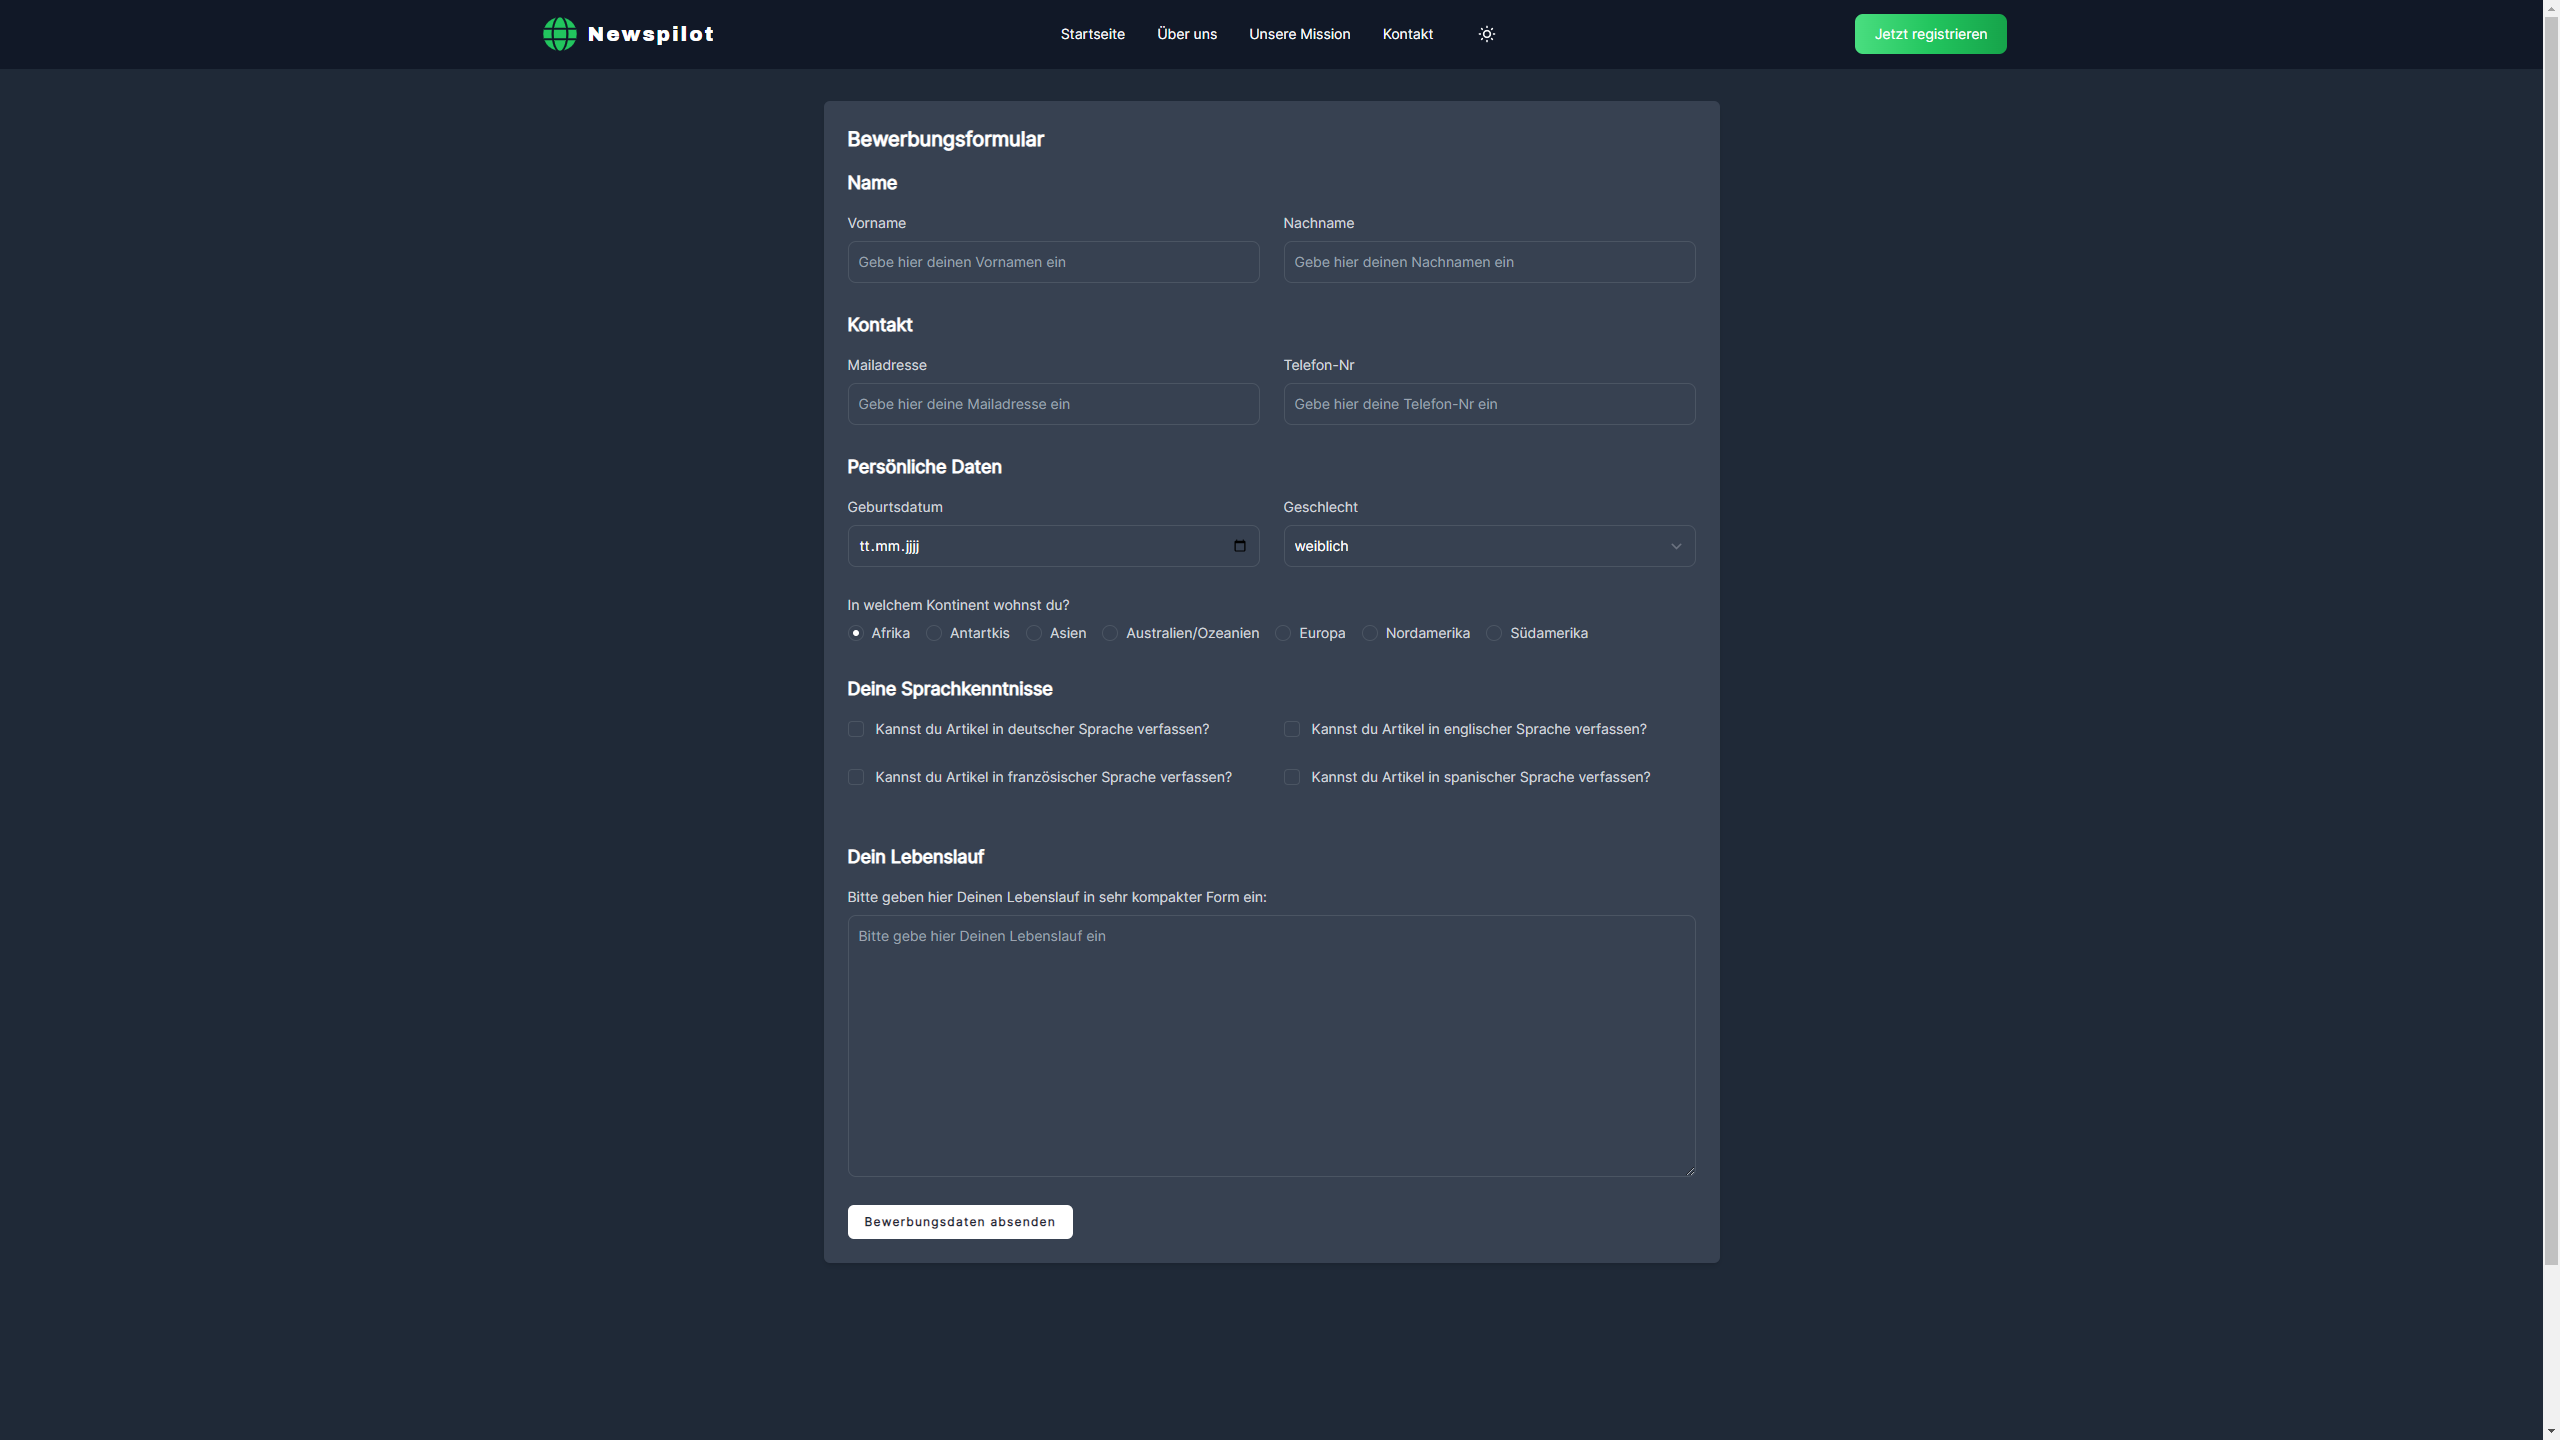 Newspilot
Startseite Über uns Unsere Mission Kontakt
Jetzt registrieren
Bewerbungsformular
Name
Vorname Nachname
Gebe hier deinen Vornamen ein Gebe hier deinen Nachnamen ein
Kontakt
Mailadresse Telefon-Nr
Gebe hier deine Mailadresse ein Gebe hier deine Telefon-Nr ein
Persönliche Daten
Geburtsdatum Geschlecht
tt.mm.jjjj weiblich
In welchem Kontinent wohnst du?
Afrika Antartkis Asien Australien/Ozeanien Europa Nordamerika Südamerika
Deine Sprachkenntnisse
Kannst du Artikel in deutscher Sprache verfassen? Kannst du Artikel in englischer Sprache verfassen?
Kannst du Artikel in französischer Sprache verfassen? Kannst du Artikel in spanischer Sprache verfassen?
Dein Lebenslauf
Bitte geben hier Deinen Lebenslauf in sehr kompakter Form ein:
Bitte gebe hier Deinen Lebenslauf ein
Bewerbungsdaten absenden